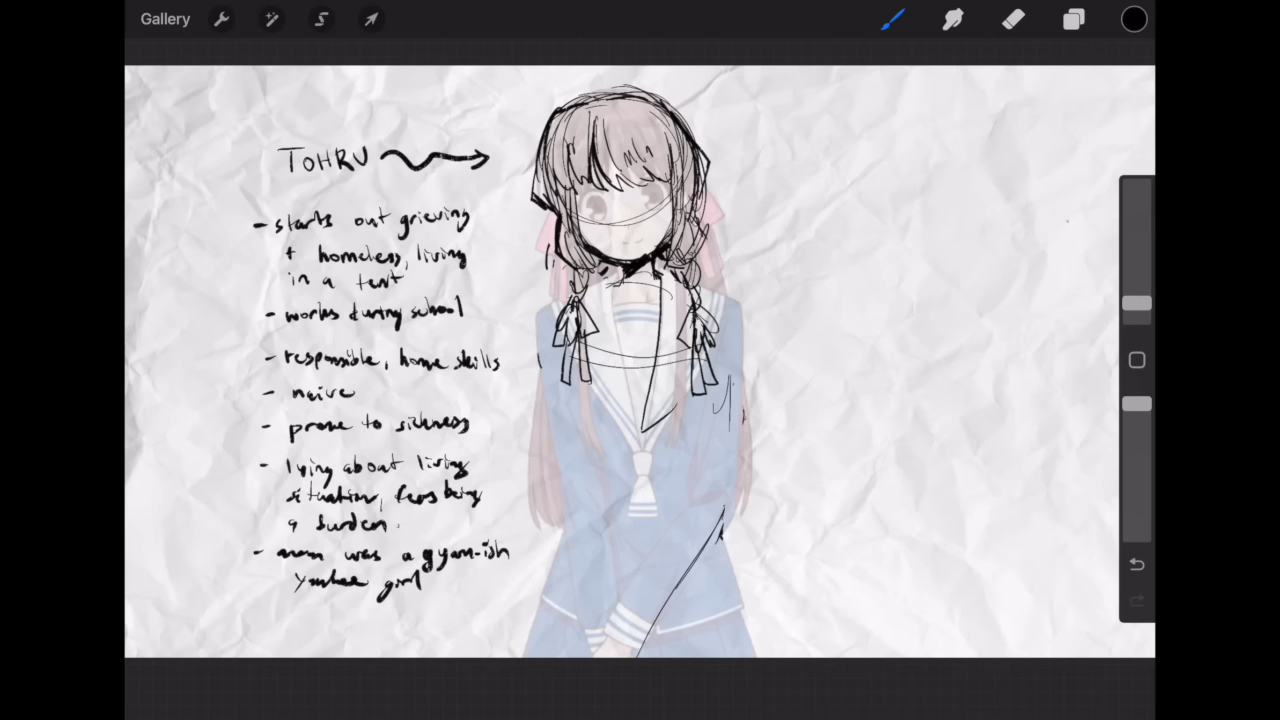 Gallery
TOHRU
- starts out grieving
+ homeless, living
in a tent
- works during school
- responsible, home skills
- naive
- prone to sickness
- lying about living
situation, fears being
a burden.
- mom was a gyaru-ish
yankee girl